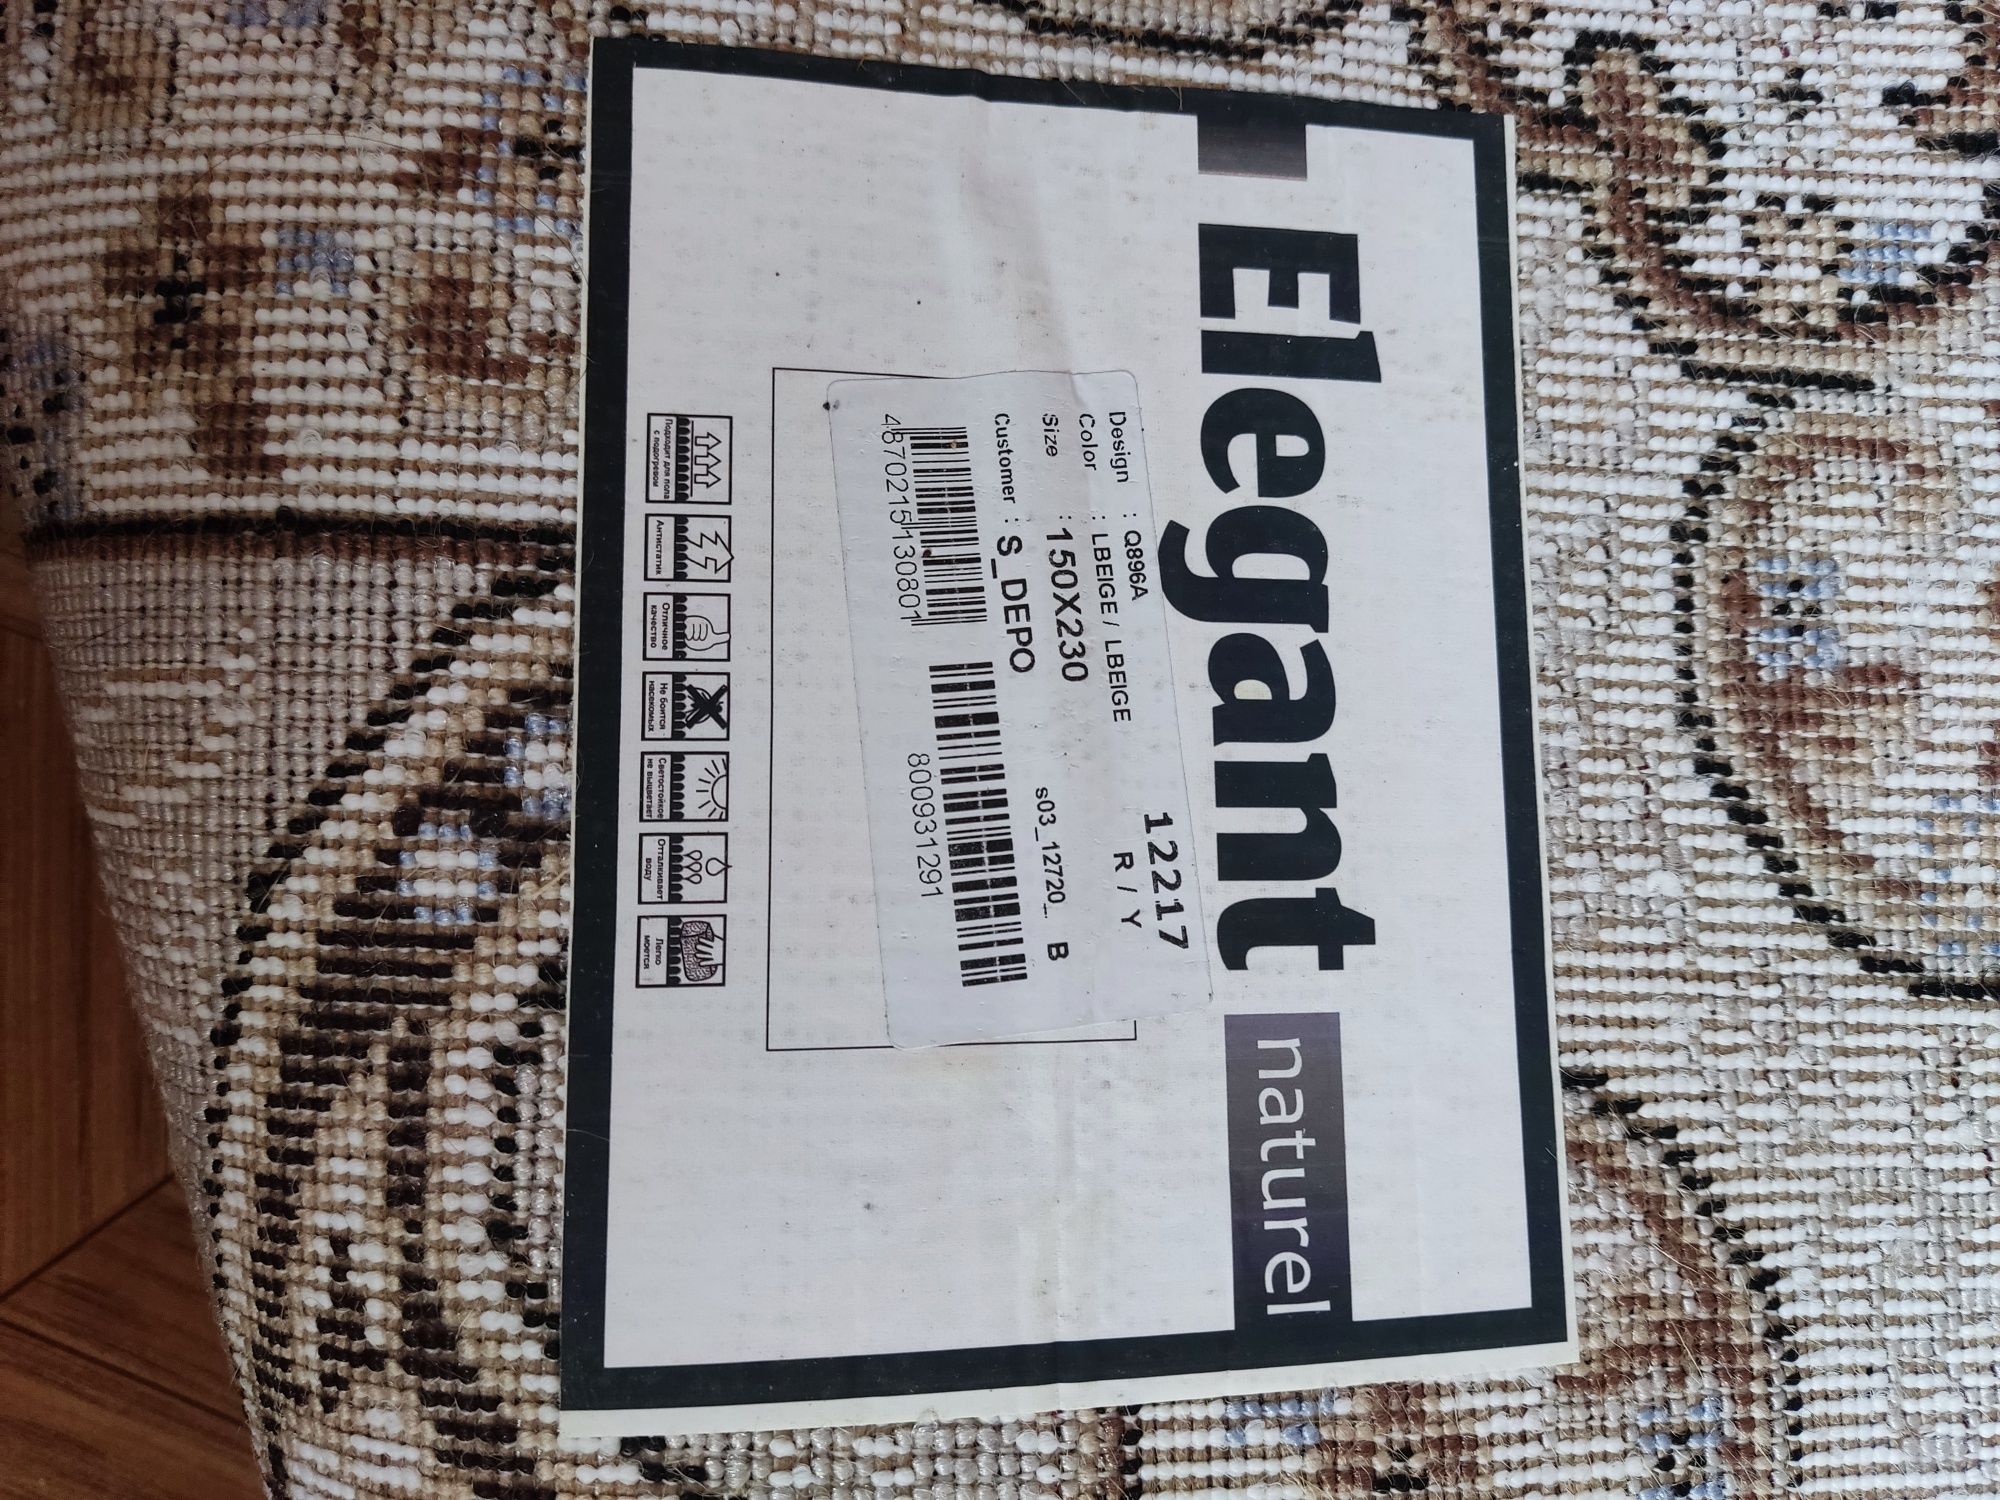 Elegant naturel
12217
Design : Q896A R / Y
Color : LBEIGE / LBEIGE
Size : 150X230 s03_12720_. B
Customer : S_DEPO
4870215130801
800931291
Подходит для пола
с подогревом
Антистатик
Отличное
качество
Не боится
насекомых
Светостойкое
не выцветает
Отталкивает
воду
Легко
моется